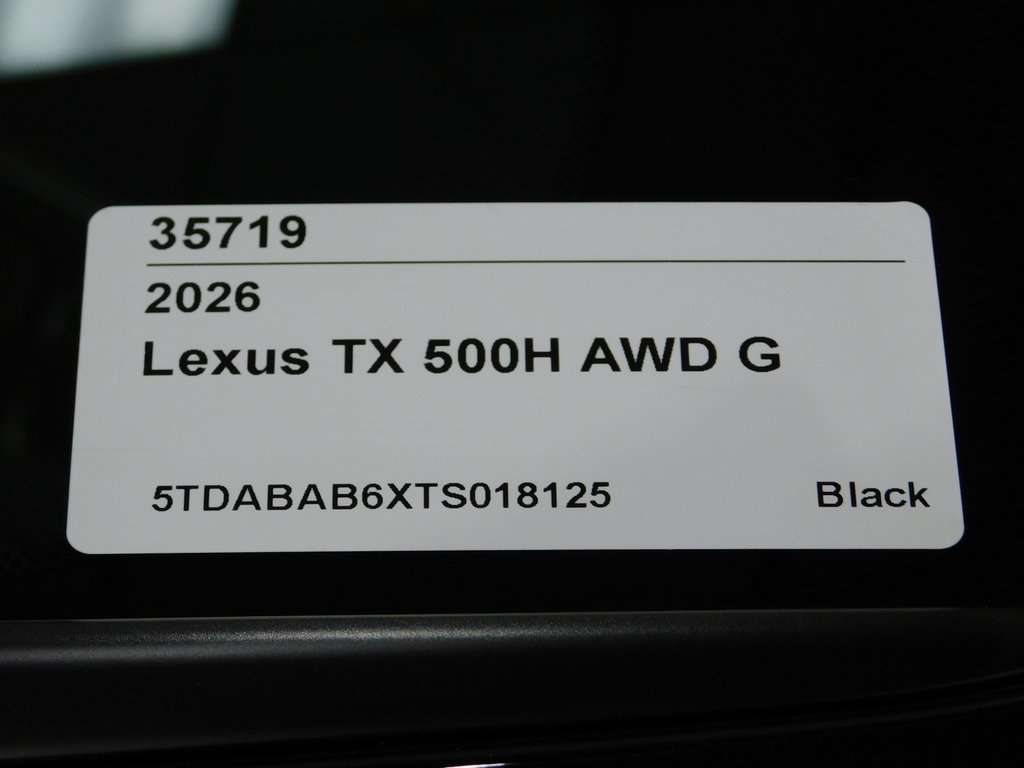 35719
2026
Lexus TX 500H AWD G
5TDABAB6XTS018125 Black